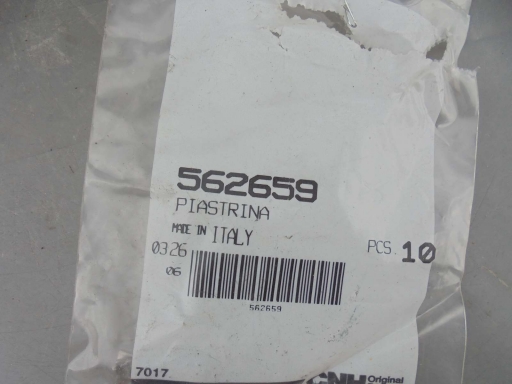 562659
PIASTRINA
MADE IN ITALY
0326 PCS. 10
06
562659
7017
CNH Original